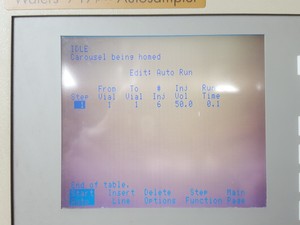 Waters 717+ Autosampler
IDLE
Carousel being homed
Edit: Auto Run
From To # Inj Run
Step Vial Vial Inj Vol Time
1 1 1 6 50.0 0.1
End of table.
Start Insert Delete Step Main
Line Options Function Page